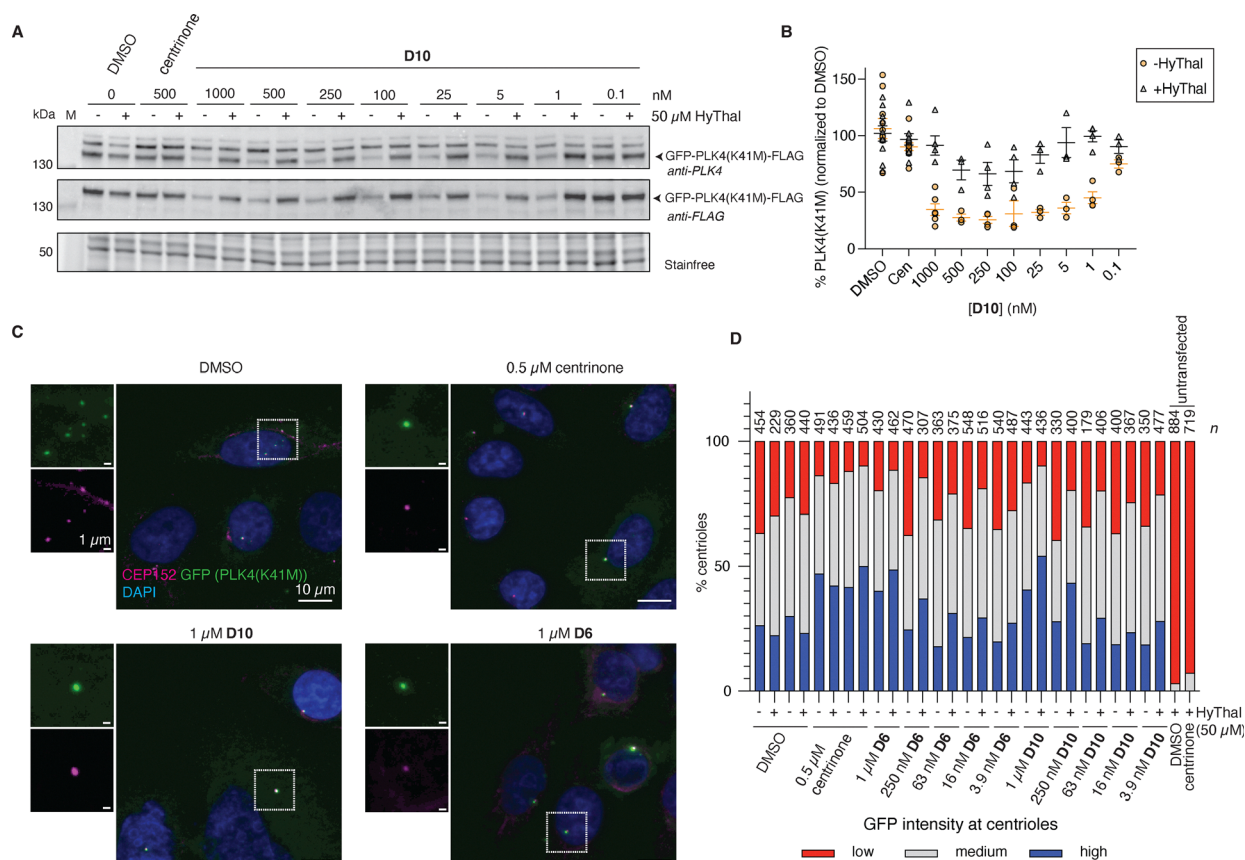 A
DMSO
centrinone
D10
0 500 1000 500 250 100 25 5 1 0.1 nM
kDa M - + - + - + - + - + - + - + - + - + - + 50 µM HyThal
130
GFP-PLK4(K41M)-FLAG
anti-PLK4
130
GFP-PLK4(K41M)-FLAG
anti-FLAG
50
Stainfree
B
% PLK4(K41M) (normalized to DMSO)
150
100
50
0
DMSO Cen 1000 500 250 100 25 5 1 0.1
[D10] (nM)
-HyThal
+HyThal
C
DMSO
1 µm
CEP152 GFP (PLK4(K41M))
DAPI
10 µm
0.5 µM centrinone
1 µM D10
1 µM D6
D
untransfected
454 229 360 440 491 436 459 504 430 462 470 307 363 375 548 516 540 487 443 436 330 400 179 406 400 367 350 477 884 719 n
% centrioles
100
50
0
- + - + - + - + - + - + - + - + - + - + - + - + - + - + + + HyThal
(50 µM)
DMSO
0.5 µM
centrinone
1 µM D6
250 nM D6
63 nM D6
16 nM D6
3.9 nM D6
1 µM D10
250 nM D10
63 nM D10
16 nM D10
3.9 nM D10
DMSO
centrinone
GFP intensity at centrioles
low medium high